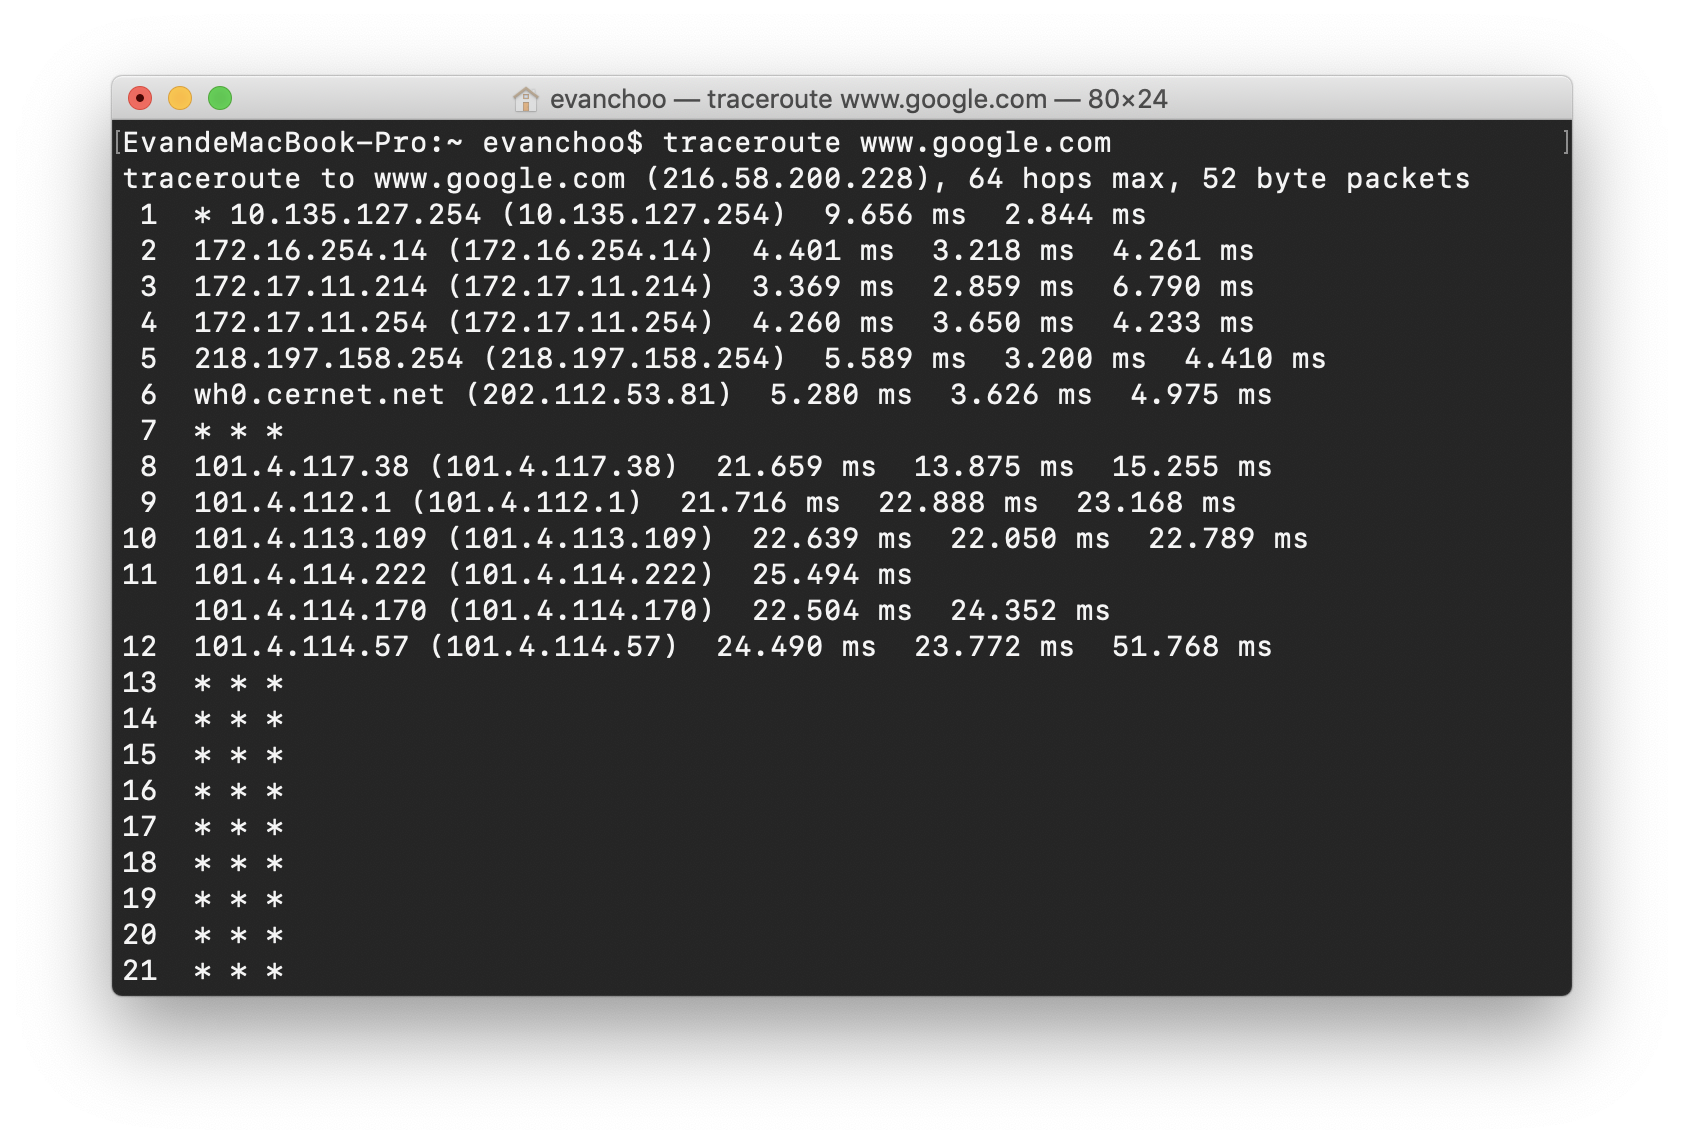 evanchoo — traceroute www.google.com — 80×24
[EvandeMacBook-Pro:~ evanchoo$ traceroute www.google.com ]
traceroute to www.google.com (216.58.200.228), 64 hops max, 52 byte packets
 1  * 10.135.127.254 (10.135.127.254)  9.656 ms  2.844 ms
 2  172.16.254.14 (172.16.254.14)  4.401 ms  3.218 ms  4.261 ms
 3  172.17.11.214 (172.17.11.214)  3.369 ms  2.859 ms  6.790 ms
 4  172.17.11.254 (172.17.11.254)  4.260 ms  3.650 ms  4.233 ms
 5  218.197.158.254 (218.197.158.254)  5.589 ms  3.200 ms  4.410 ms
 6  wh0.cernet.net (202.112.53.81)  5.280 ms  3.626 ms  4.975 ms
 7  * * *
 8  101.4.117.38 (101.4.117.38)  21.659 ms  13.875 ms  15.255 ms
 9  101.4.112.1 (101.4.112.1)  21.716 ms  22.888 ms  23.168 ms
10  101.4.113.109 (101.4.113.109)  22.639 ms  22.050 ms  22.789 ms
11  101.4.114.222 (101.4.114.222)  25.494 ms
    101.4.114.170 (101.4.114.170)  22.504 ms  24.352 ms
12  101.4.114.57 (101.4.114.57)  24.490 ms  23.772 ms  51.768 ms
13  * * *
14  * * *
15  * * *
16  * * *
17  * * *
18  * * *
19  * * *
20  * * *
21  * * *